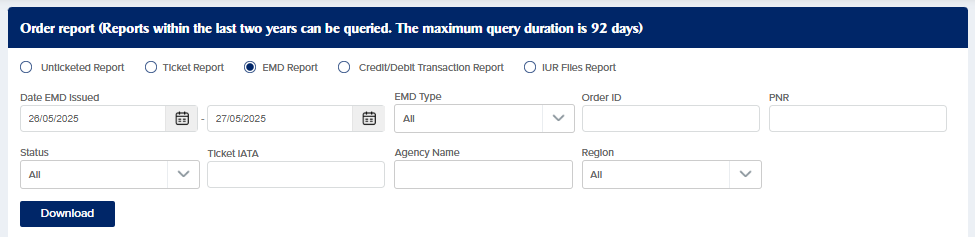 Order report (Reports within the last two years can be queried. The maximum query duration is 92 days)
Unticketed Report Ticket Report EMD Report Credit/Debit Transaction Report IUR Files Report
Date EMD Issued EMD Type Order ID PNR
26/05/2025 - 27/05/2025 All
Status Ticket IATA Agency Name Region
All All
Download